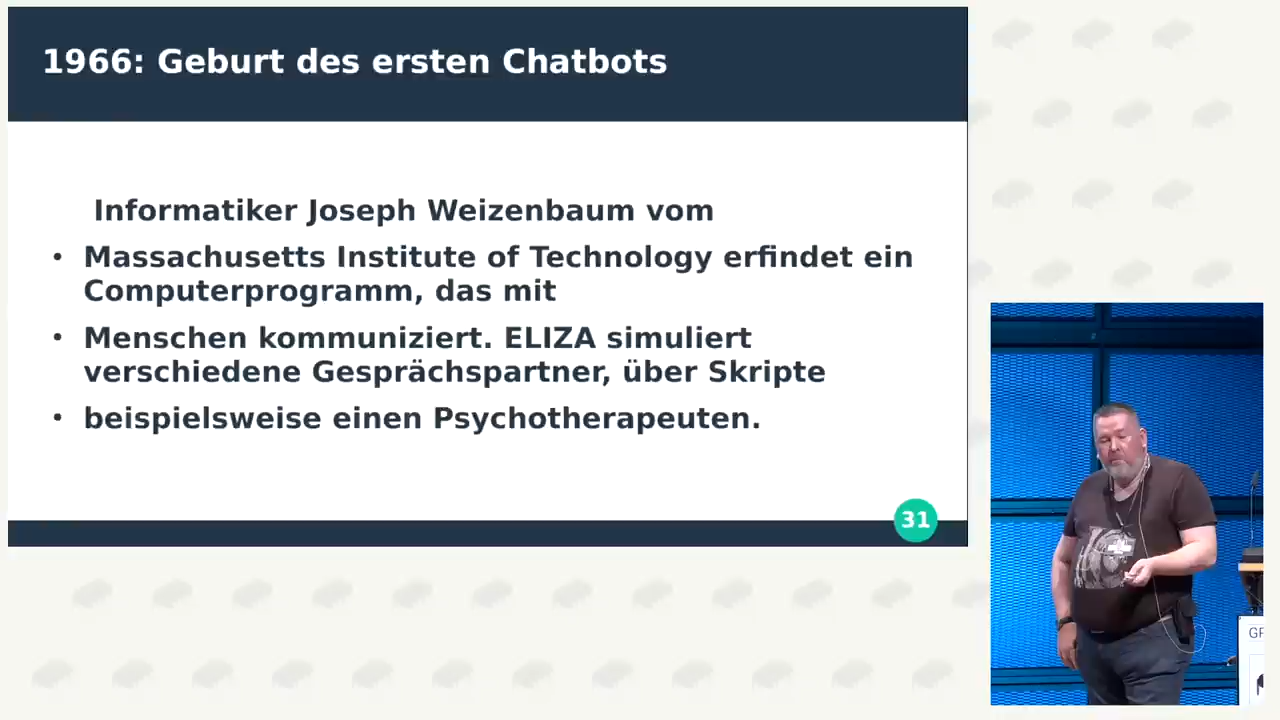 1966: Geburt des ersten Chatbots
Informatiker Joseph Weizenbaum vom
• Massachusetts Institute of Technology erfindet ein
Computerprogramm, das mit
• Menschen kommuniziert. ELIZA simuliert
verschiedene Gesprächspartner, über Skripte
• beispielsweise einen Psychotherapeuten.
31